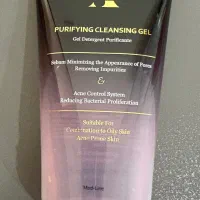 PURIFYING CLEANSING GEL
Gel Detergent Purificante
Sebum Minimizing the Appearance of Pores
Removing Impurities
&
Acne Control System
Reducing Bacterial Proliferation
Suitable For
Combination to Oily Skin
Acne Prone Skin